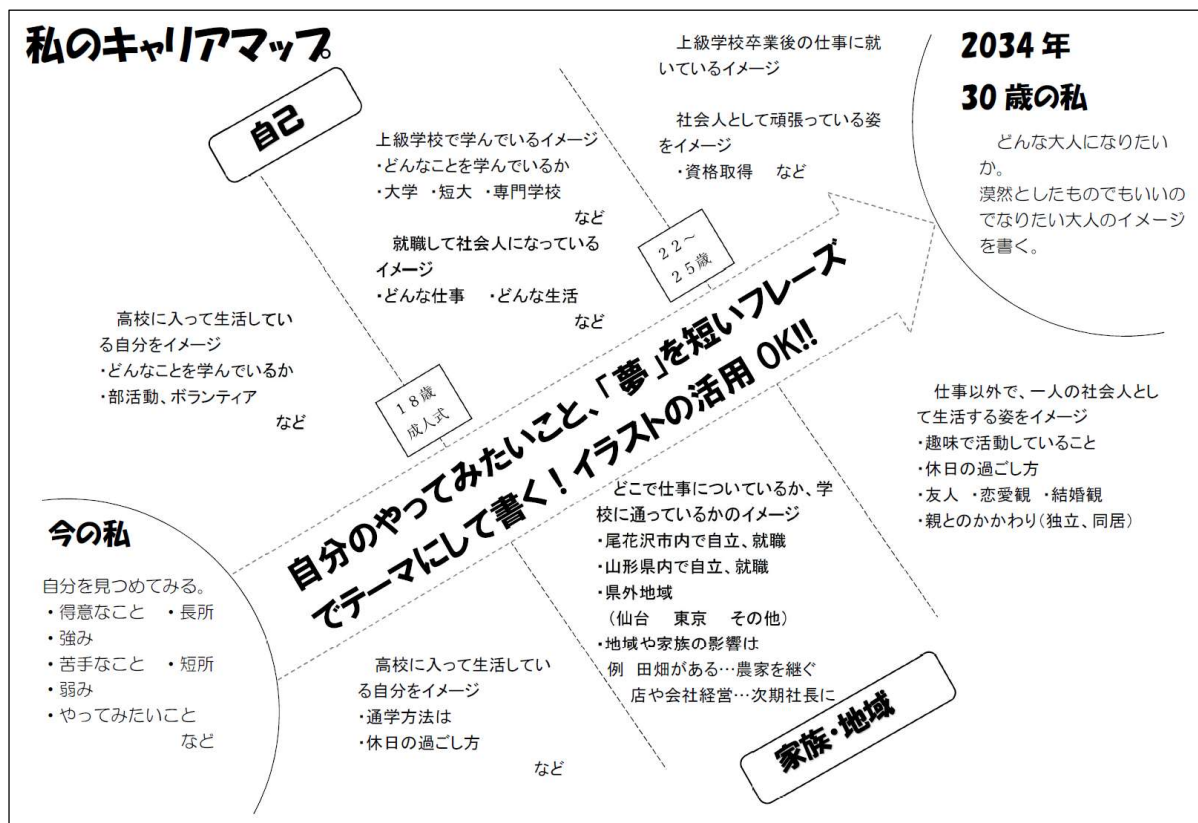 私のキャリアマップ
自己
上級学校卒業後の仕事に就
いているイメージ
社会人として頑張っている姿
をイメージ
・資格取得　など
2034年
30歳の私
どんな大人になりたい
か。
漠然としたものでもいいの
でなりたい大人のイメージ
を書く。
上級学校で学んでいるイメージ
・どんなことを学んでいるか
・大学　・短大　・専門学校
など
就職して社会人になっている
イメージ
・どんな仕事　・どんな生活
など
２２～
２５歳
高校に入って生活してい
る自分をイメージ
・どんなことを学んでいるか
・部活動、ボランティア
など
１８歳
成人式
自分のやってみたいこと、「夢」を短いフレーズ
でテーマにして書く！イラストの活用 OK!!
今の私
自分を見つめてみる。
・得意なこと　・長所
・強み
・苦手なこと　・短所
・弱み
・やってみたいこと
など
高校に入って生活してい
る自分をイメージ
・通学方法は
・休日の過ごし方
など
どこで仕事についているか、学
校に通っているかのイメージ
・尾花沢市内で自立、就職
・山形県内で自立、就職
・県外地域
（仙台　東京　その他）
・地域や家族の影響は
例　田畑がある…農家を継ぐ
店や会社経営…次期社長に
仕事以外で、一人の社会人とし
て生活する姿をイメージ
・趣味で活動していること
・休日の過ごし方
・友人　・恋愛観　・結婚観
・親とのかかわり（独立、同居）
家族・地域